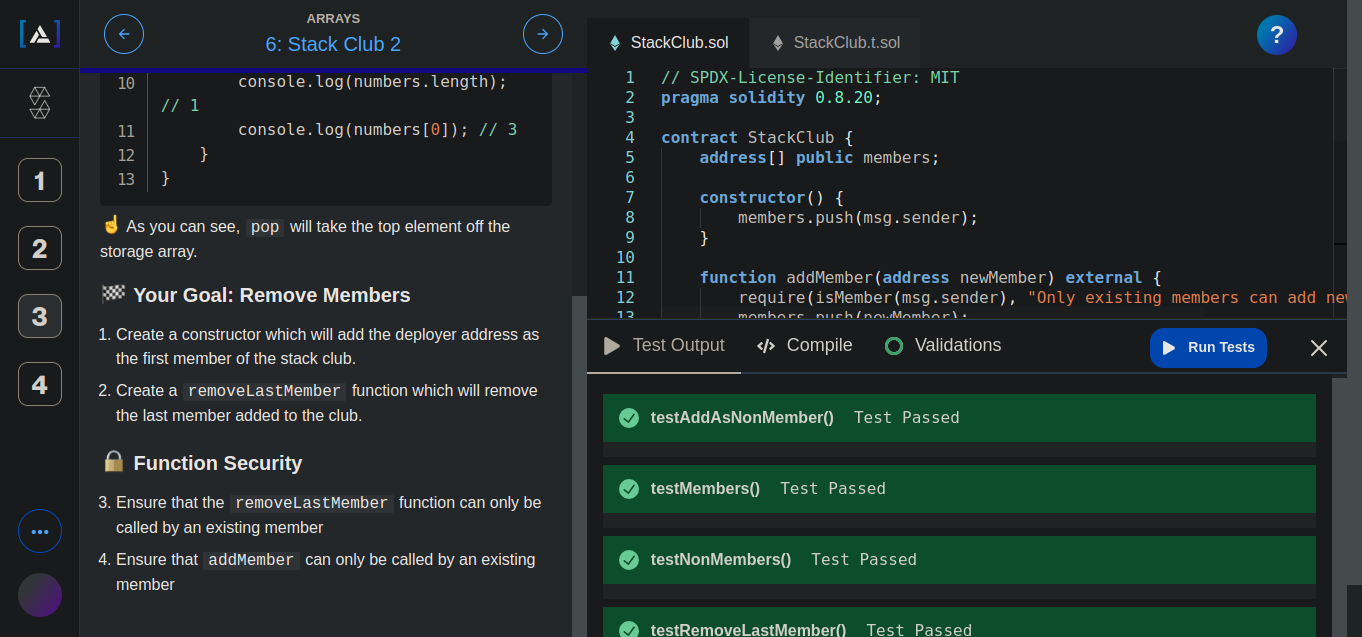 ARRAYS
6: Stack Club 2
1
2
3
4
10 console.log(numbers.length);
// 1
11 console.log(numbers[0]); // 3
12 }
13 }
☝️ As you can see, pop will take the top element off the
storage array.
🏁 Your Goal: Remove Members
1. Create a constructor which will add the deployer address as
the first member of the stack club.
2. Create a removeLastMember function which will remove
the last member added to the club.
🔒 Function Security
3. Ensure that the removeLastMember function can only be
called by an existing member
4. Ensure that addMember can only be called by an existing
member
StackClub.sol
StackClub.t.sol
?
1 // SPDX-License-Identifier: MIT
2 pragma solidity 0.8.20;
3
4 contract StackClub {
5 address[] public members;
6
7 constructor() {
8 members.push(msg.sender);
9 }
10
11 function addMember(address newMember) external {
12 require(isMember(msg.sender), "Only existing members can add new
13 members.push(newMember);
Test Output
Compile
Validations
Run Tests
testAddAsNonMember() Test Passed
testMembers() Test Passed
testNonMembers() Test Passed
testRemoveLastMember() Test Passed